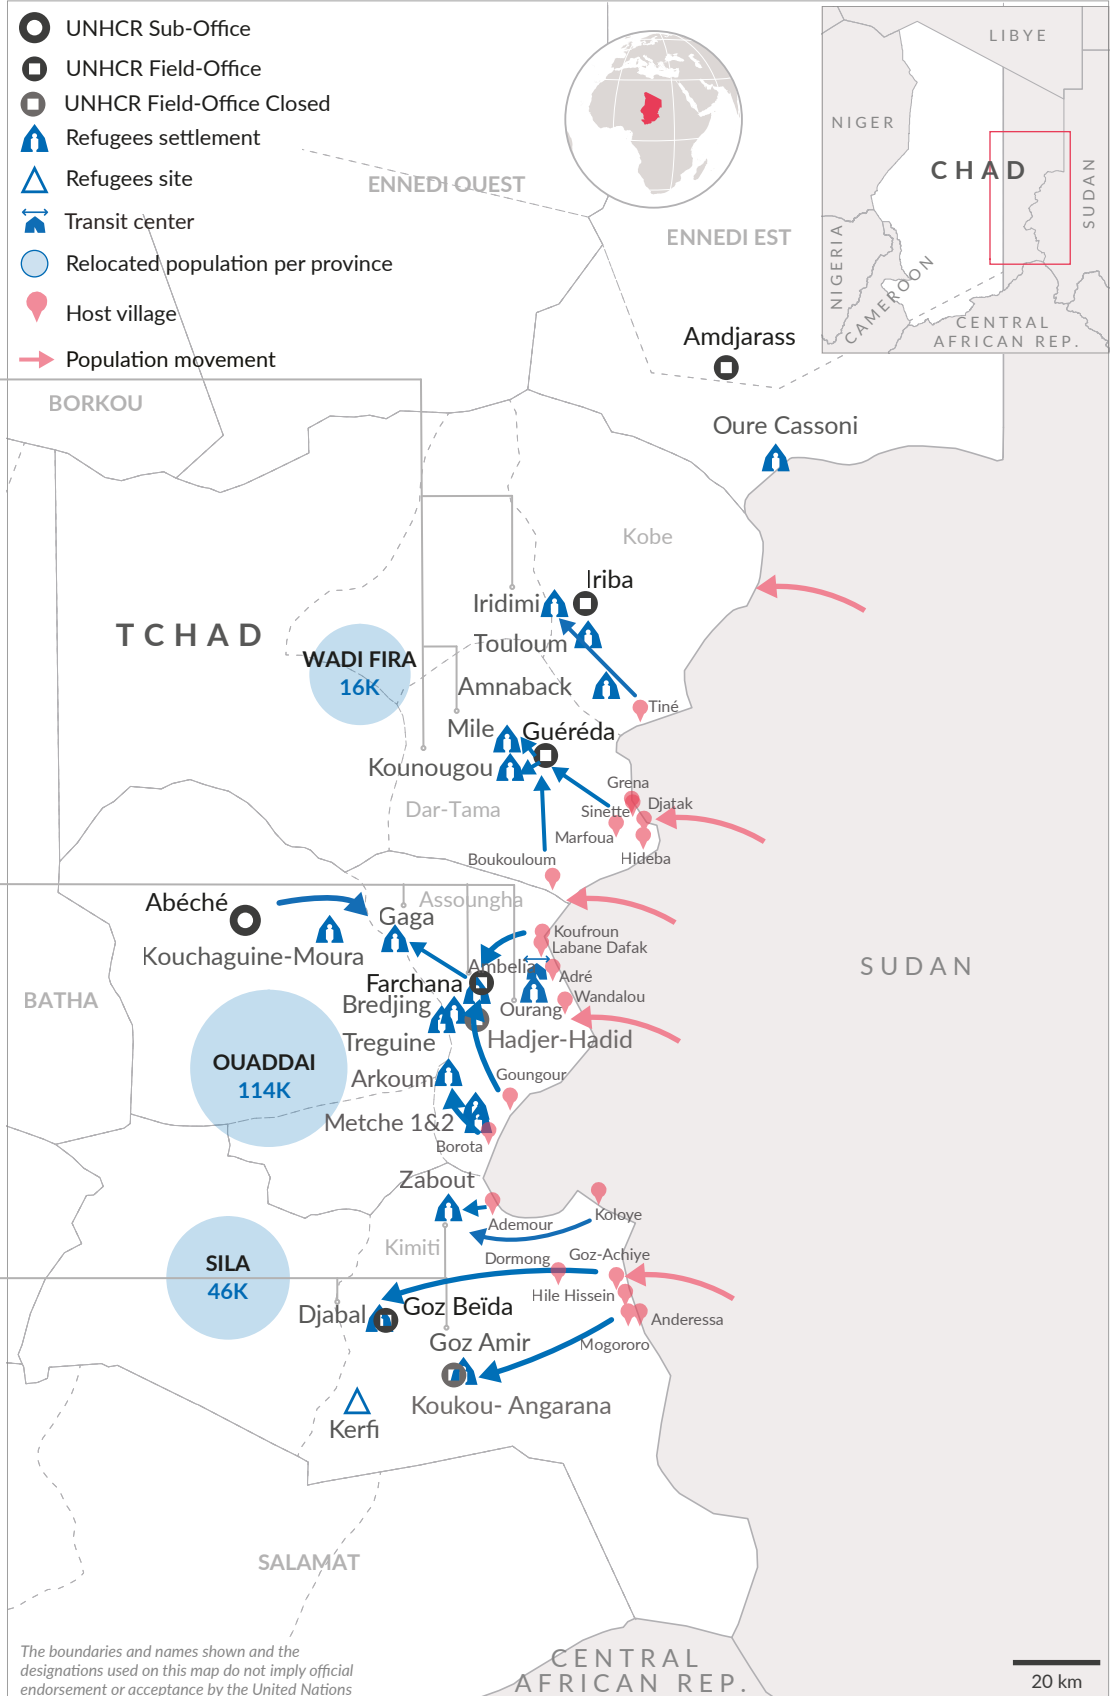 UNHCR Sub-Office
UNHCR Field-Office
UNHCR Field-Office Closed
Refugees settlement
Refugees site
Transit center
Relocated population per province
Host village
Population movement
LIBYE
NIGER
CHAD
SUDAN
NIGERIA
CAMEROON
CENTRAL
AFRICAN REP.
ENNEDI OUEST
ENNEDI EST
Amdjarass
BORKOU
Oure Cassoni
Kobe
Iriba
Iridimi
TCHAD
Touloum
WADI FIRA
16K
Amnaback
Tiné
Mile
Guéréda
Kounougou
Grena
Djatak
Sinette
Dar-Tama
Marfoua
Hideba
Boukouloum
Abéché
Assoungha
Gaga
Koufroun
Labane Dafak
Kouchaguine-Moura
Ambelia
SUDAN
Adré
Farchana
BATHA
Wandalou
Bredjing
Ourang
Treguine
Hadjer-Hadid
OUADDAI
114K
Arkoum
Goungour
Metche 1&2
Borota
Zabout
Koloye
Ademour
Kimiti
Dormong
Goz-Achiye
SILA
46K
Hile Hissein
Djabal
Goz Beïda
Anderessa
Goz Amir
Mogororo
Koukou- Angarana
Kerfi
SALAMAT
The boundaries and names shown and the
designations used on this map do not imply official
endorsement or acceptance by the United Nations
CENTRAL
AFRICAN REP.
20 km